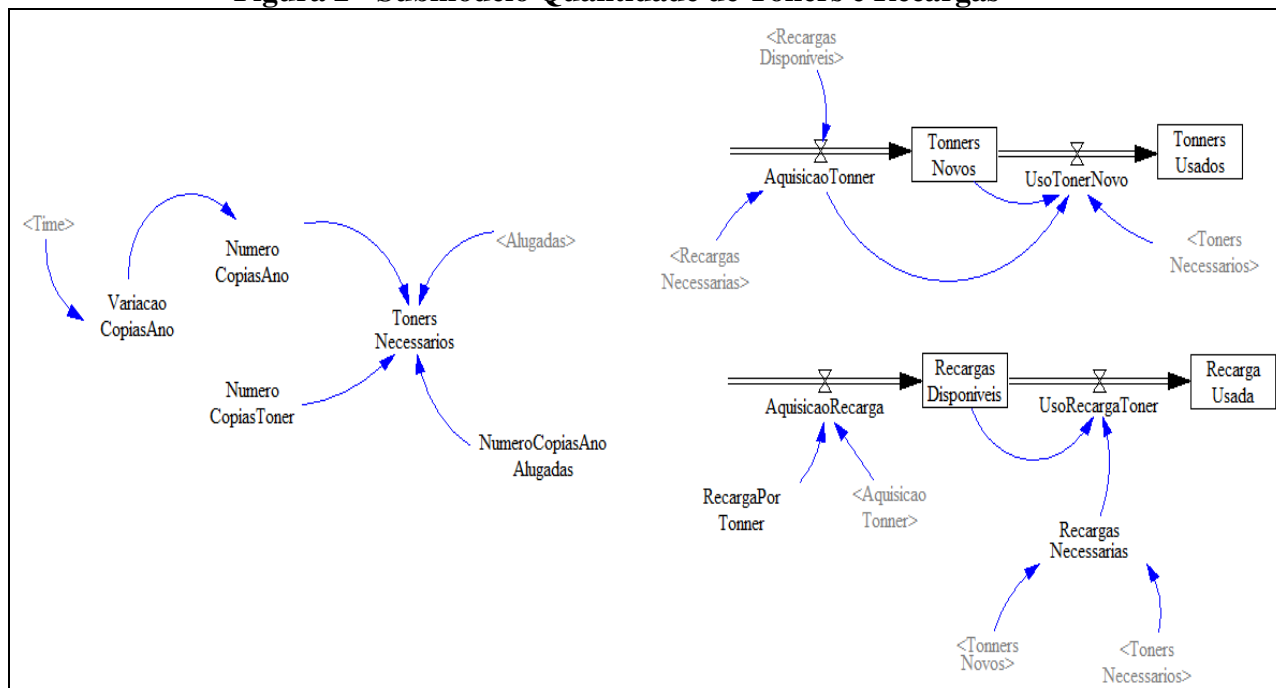 Figura 2 - Submodelo Quantidade de Toners e Recargas
<Recargas
Disponiveis>
Tonners
Novos
Tonners
Usados
AquisicaoTonner
UsoTonerNovo
<Time>
Numero
CopiasAno
<Alugadas>
<Recargas
Necessarias>
<Toners
Necessarios>
Variacao
CopiasAno
Toners
Necessarios
Numero
CopiasToner
NumeroCopiasAno
Alugadas
Recargas
Disponiveis
Recarga
Usada
AquisicaoRecarga
UsoRecargaToner
RecargaPor
Tonner
<Aquisicao
Tonner>
Recargas
Necessarias
<Tonners
Novos>
<Toners
Necessarios>